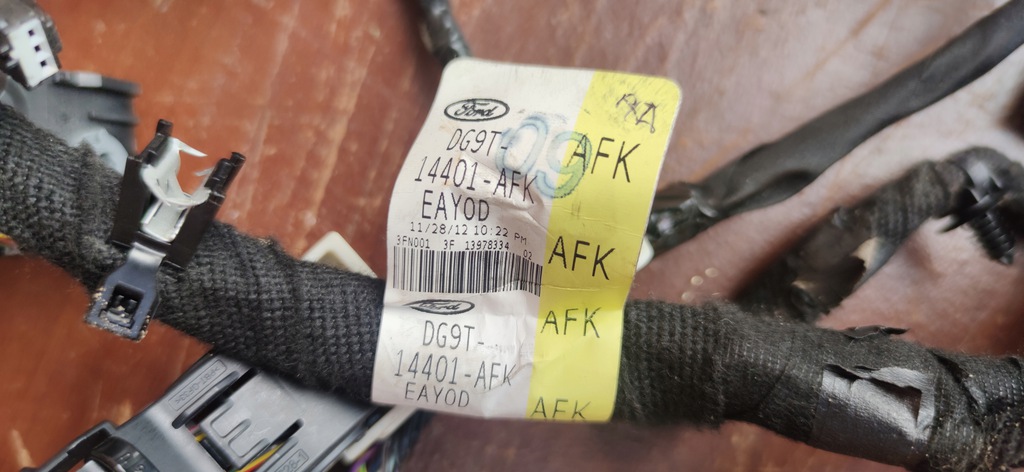 Ford
DG9T-
14401-AFK
EAYOD
11/28/12 10:22 PM
3FN001 3F 13978334
02
Ford
DG9T-
14401-AFK
EAYOD
09
AFK
AFK
AFK
AFK